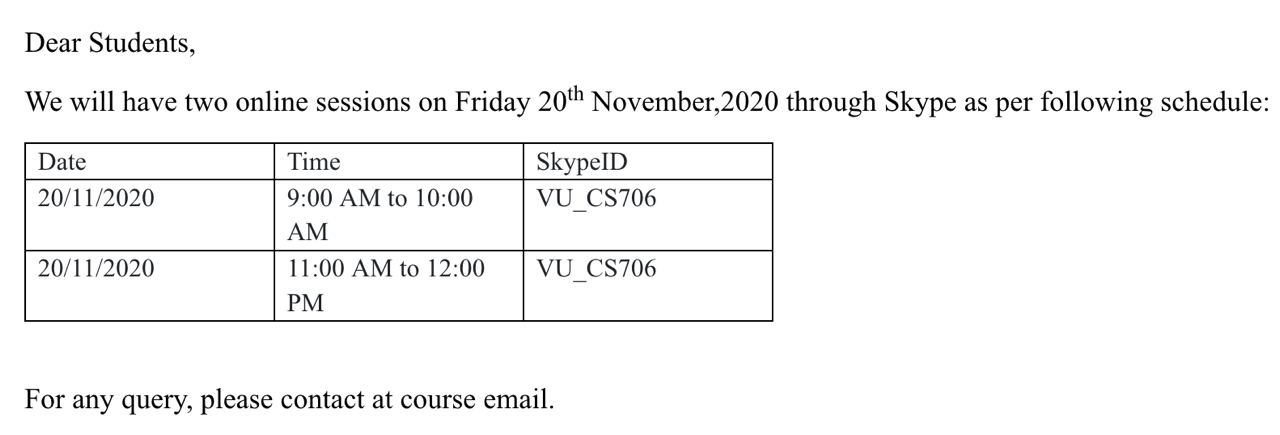 Dear Students,
We will have two online sessions on Friday 20th November,2020 through Skype as per following schedule:
Date Time SkypeID
20/11/2020 9:00 AM to 10:00 VU_CS706
AM
20/11/2020 11:00 AM to 12:00 VU_CS706
PM
For any query, please contact at course email.